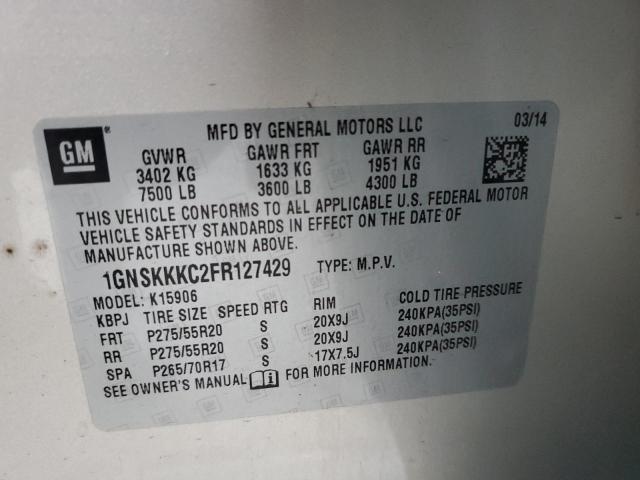 GM
MFD BY GENERAL MOTORS LLC 03/14
GVWR GAWR FRT GAWR RR
3402 KG 1633 KG 1951 KG
7500 LB 3600 LB 4300 LB
THIS VEHICLE CONFORMS TO ALL APPLICABLE U.S. FEDERAL MOTOR
VEHICLE SAFETY STANDARDS IN EFFECT ON THE DATE OF
MANUFACTURE SHOWN ABOVE.
1GNSKKKC2FR127429 TYPE: M.P.V.
MODEL: K15906
KBPJ TIRE SIZE SPEED RTG RIM COLD TIRE PRESSURE
FRT P275/55R20 S 20X9J 240KPA(35PSI)
RR P275/55R20 S 20X9J 240KPA(35PSI)
SPA P265/70R17 S 17X7.5J 240KPA(35PSI)
SEE OWNER'S MANUAL FOR MORE INFORMATION.